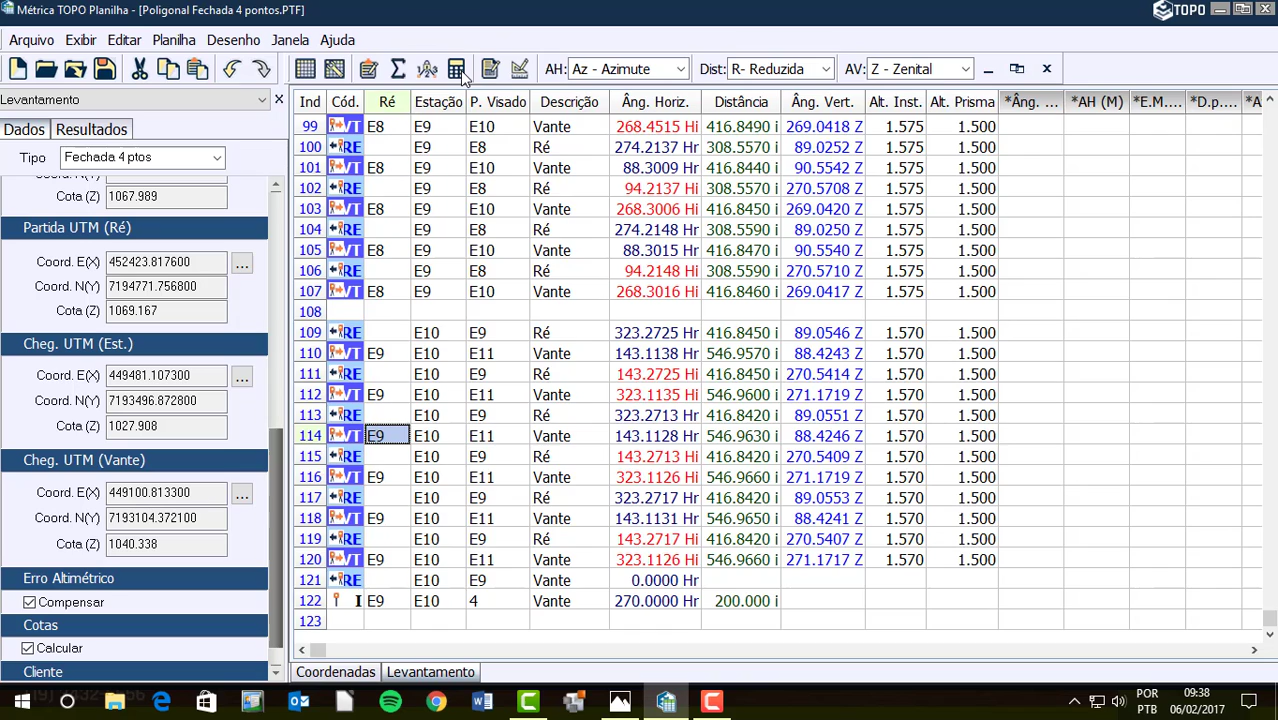 Métrica TOPO Planilha - [Poligonal Fechada 4 pontos.PTF]
TOPO
Arquivo Exibir Editar Planilha Desenho Janela Ajuda
AH: Az - Azimute Dist: R- Reduzida AV: Z - Zenital
Levantamento
Dados Resultados
Tipo Fechada 4 ptos
Cota (Z) 1067.989
Partida UTM (Ré)
Coord. E(X) 452423.817600 ...
Coord. N(Y) 7194771.756800
Cota (Z) 1069.167
Cheg. UTM (Est.)
Coord. E(X) 449481.107300 ...
Coord. N(Y) 7193496.872800
Cota (Z) 1027.908
Cheg. UTM (Vante)
Coord. E(X) 449100.813300 ...
Coord. N(Y) 7193104.372100
Cota (Z) 1040.338
Erro Altimétrico
Compensar
Cotas
Calcular
Cliente
Ind Cód. Ré Estação P. Visado Descrição Âng. Horiz. Distância Âng. Vert. Alt. Inst. Alt. Prisma *Âng. ... *AH (M) *E.M.... *D.p.... *A
99 VT E8 E9 E10 Vante 268.4515 Hi 416.8490 i 269.0418 Z 1.575 1.500
100 RE E9 E8 Ré 274.2137 Hr 308.5570 i 89.0252 Z 1.575 1.500
101 VT E8 E9 E10 Vante 88.3009 Hr 416.8440 i 90.5542 Z 1.575 1.500
102 RE E9 E8 Ré 94.2137 Hi 308.5570 i 270.5708 Z 1.575 1.500
103 VT E8 E9 E10 Vante 268.3006 Hi 416.8450 i 269.0420 Z 1.575 1.500
104 RE E9 E8 Ré 274.2148 Hr 308.5590 i 89.0250 Z 1.575 1.500
105 VT E8 E9 E10 Vante 88.3015 Hr 416.8470 i 90.5540 Z 1.575 1.500
106 RE E9 E8 Ré 94.2148 Hi 308.5590 i 270.5710 Z 1.575 1.500
107 VT E8 E9 E10 Vante 268.3016 Hi 416.8460 i 269.0417 Z 1.575 1.500
108
109 RE E10 E9 Ré 323.2725 Hr 416.8450 i 89.0546 Z 1.570 1.500
110 VT E9 E10 E11 Vante 143.1138 Hr 546.9570 i 88.4243 Z 1.570 1.500
111 RE E10 E9 Ré 143.2725 Hi 416.8450 i 270.5414 Z 1.570 1.500
112 VT E9 E10 E11 Vante 323.1135 Hi 546.9600 i 271.1719 Z 1.570 1.500
113 RE E10 E9 Ré 323.2713 Hr 416.8420 i 89.0551 Z 1.570 1.500
114 VT E9 E10 E11 Vante 143.1128 Hr 546.9630 i 88.4246 Z 1.570 1.500
115 RE E10 E9 Ré 143.2713 Hi 416.8420 i 270.5409 Z 1.570 1.500
116 VT E9 E10 E11 Vante 323.1126 Hi 546.9660 i 271.1719 Z 1.570 1.500
117 RE E10 E9 Ré 323.2717 Hr 416.8420 i 89.0553 Z 1.570 1.500
118 VT E9 E10 E11 Vante 143.1131 Hr 546.9650 i 88.4241 Z 1.570 1.500
119 RE E10 E9 Ré 143.2717 Hi 416.8420 i 270.5407 Z 1.570 1.500
120 VT E9 E10 E11 Vante 323.1126 Hi 546.9660 i 271.1717 Z 1.570 1.500
121 RE E10 E9 Vante 0.0000 Hr
122 I E9 E10 4 Vante 270.0000 Hr 200.000 i
123
Coordenadas Levantamento
POR
PTB
09:38
06/02/2017